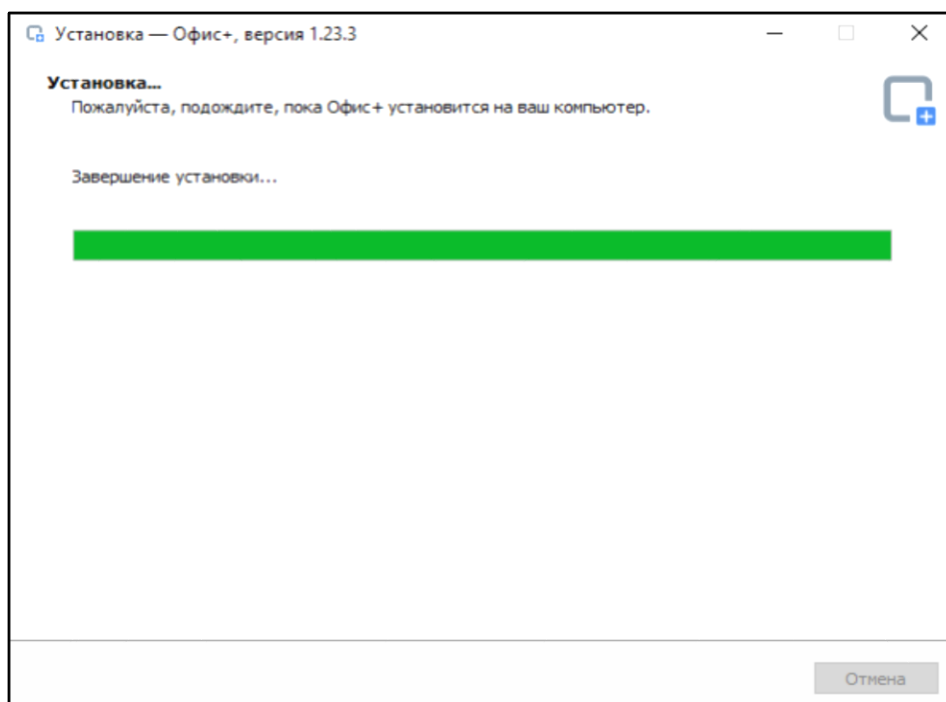 Установка — Офис+, версия 1.23.3
Установка...
Пожалуйста, подождите, пока Офис+ установится на ваш компьютер.
Завершение установки...
Отмена